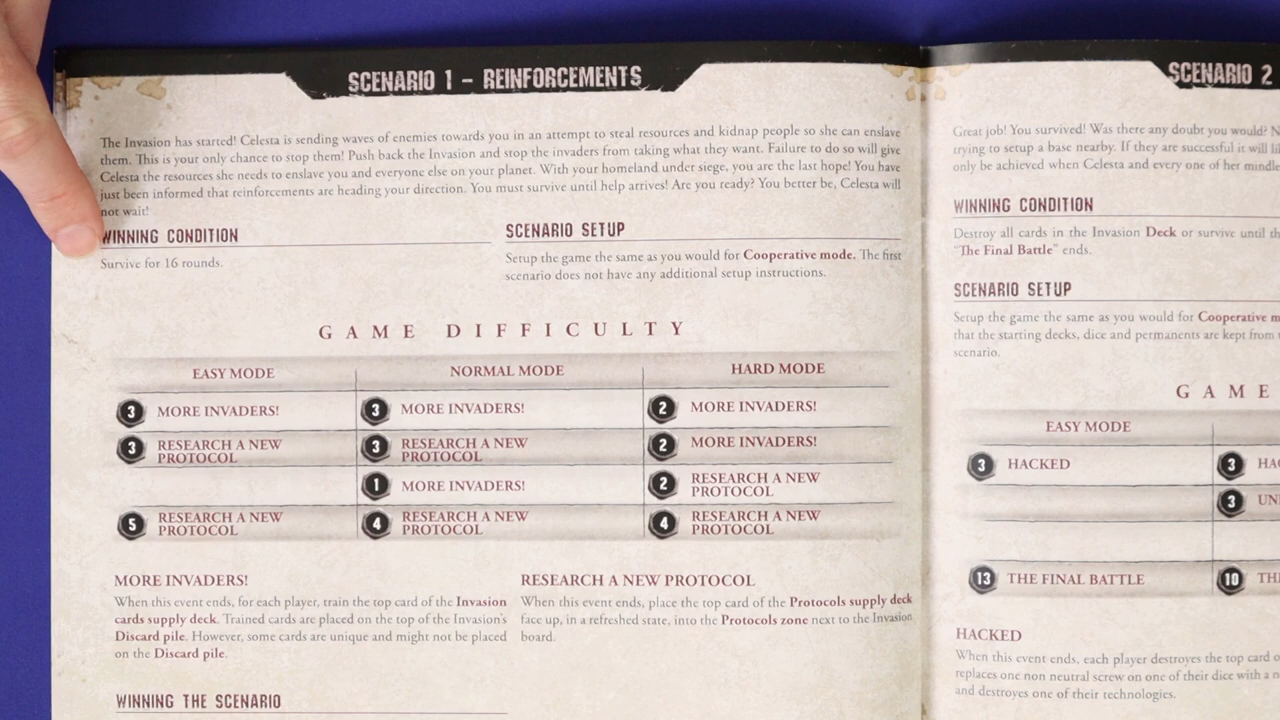 SCENARIO 1 – REINFORCEMENTS
The Invasion has started! Celesta is sending waves of enemies towards you in an attempt to steal resources and kidnap people so she can enslave
them. This is your only chance to stop them! Push back the Invasion and stop the invaders from taking what they want. Failure to do so will give
Celesta the resources she needs to enslave you and everyone else on your planet. With your homeland under siege, you are the last hope! You have
just been informed that reinforcements are heading your direction. You must survive until help arrives! Are you ready? You better be, Celesta will
not wait!
WINNING CONDITION
Survive for 16 rounds.
SCENARIO SETUP
Setup the game the same as you would for Cooperative mode. The first
scenario does not have any additional setup instructions.
GAME DIFFICULTY
EASY MODE NORMAL MODE HARD MODE
3 MORE INVADERS! 3 MORE INVADERS! 2 MORE INVADERS!
3 RESEARCH A NEW PROTOCOL 3 RESEARCH A NEW PROTOCOL 2 MORE INVADERS!
1 MORE INVADERS! 2 RESEARCH A NEW PROTOCOL
5 RESEARCH A NEW PROTOCOL 4 RESEARCH A NEW PROTOCOL 4 RESEARCH A NEW PROTOCOL
MORE INVADERS!
When this event ends, for each player, train the top card of the Invasion
cards supply deck. Trained cards are placed on the top of the Invasion's
Discard pile. However, some cards are unique and might not be placed
on the Discard pile.
RESEARCH A NEW PROTOCOL
When this event ends, place the top card of the Protocols supply deck
face up, in a refreshed state, into the Protocols zone next to the Invasion
board.
WINNING THE SCENARIO
SCENARIO 2
Great job! You survived! Was there any doubt you would?
trying to setup a base nearby. If they are successful it will
only be achieved when Celesta and every one of her
WINNING CONDITION
Destroy all cards in the Invasion Deck or survive until
"The Final Battle" ends.
SCENARIO SETUP
Setup the game the same as you would for Cooperative
that the starting decks, dice and permanents are kept from
scenario.
GAME
EASY MODE
3 HACKED 3
3
13 THE FINAL BATTLE 10
HACKED
When this event ends, each player destroys the top card
replaces one non neutral screw on one of their dice with a
and destroys one of their technologies.